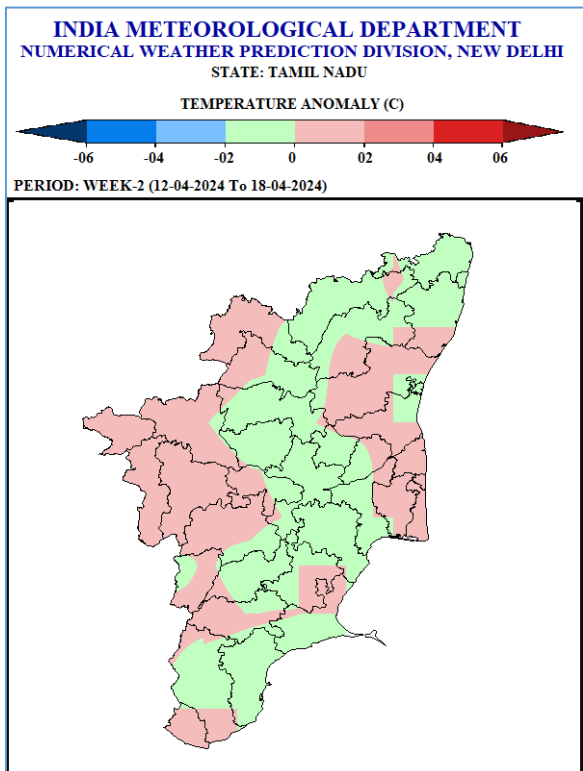 INDIA METEOROLOGICAL DEPARTMENT
NUMERICAL WEATHER PREDICTION DIVISION, NEW DELHI
STATE: TAMIL NADU
TEMPERATURE ANOMALY (C)
-06 -04 -02 0 02 04 06
PERIOD: WEEK-2 (12-04-2024 To 18-04-2024)